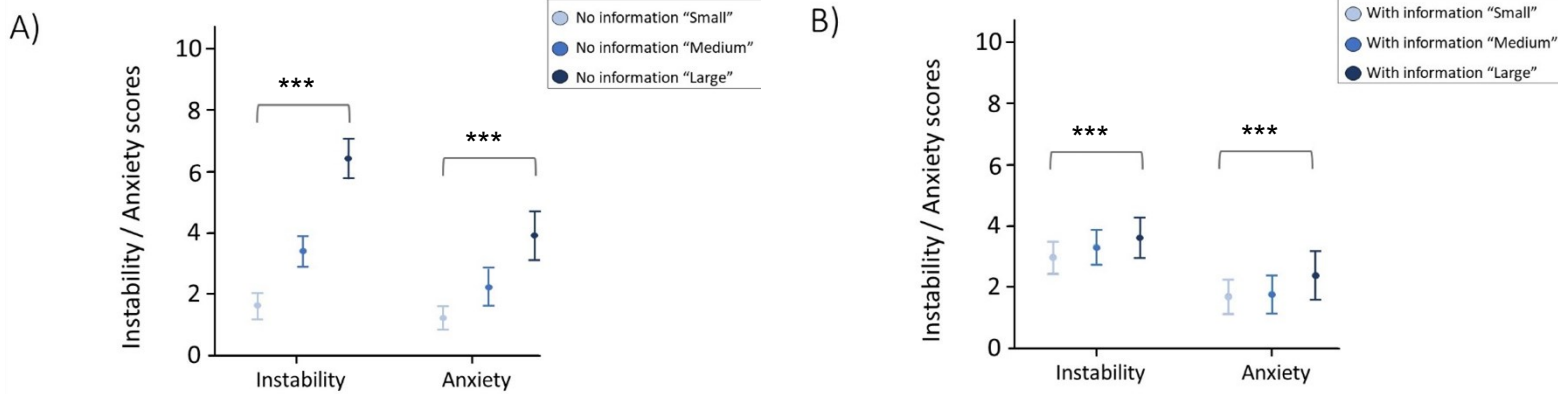 A)
No information “Small”
No information “Medium”
No information “Large”
Instability / Anxiety scores
10
8
6
4
2
0
***
***
Instability
Anxiety
B)
With information “Small”
With information “Medium”
With information “Large”
Instability / Anxiety scores
10
8
6
4
2
0
***
***
Instability
Anxiety